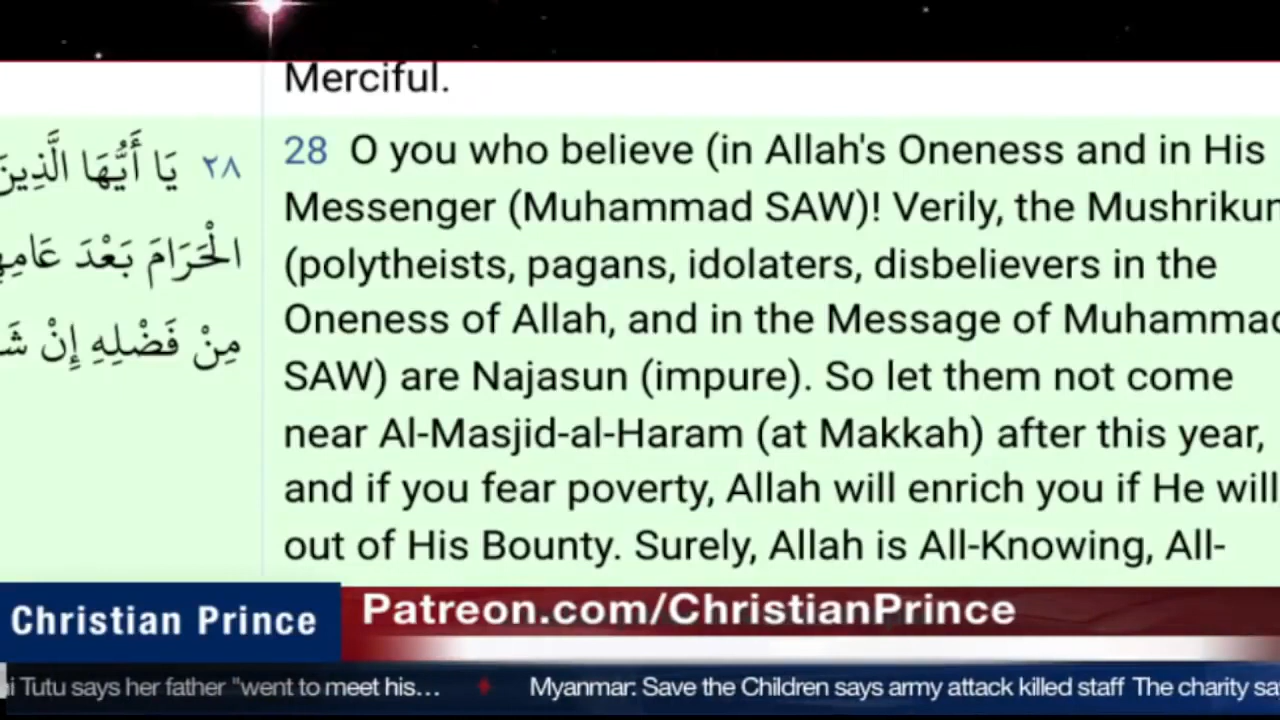 Merciful.
28 O you who believe (in Allah's Oneness and in His
Messenger (Muhammad SAW)! Verily, the Mushrikun
(polytheists, pagans, idolaters, disbelievers in the
Oneness of Allah, and in the Message of Muhammad
SAW) are Najasun (impure). So let them not come
near Al-Masjid-al-Haram (at Makkah) after this year,
and if you fear poverty, Allah will enrich you if He will
out of His Bounty. Surely, Allah is All-Knowing, All-
٢٨ يَا أَيُّهَا الَّذِينَ
الْحَرَامَ بَعْدَ
مِنْ فَضْلِهِ إِنْ
Christian Prince
Patreon.com/ChristianPrince
Tutu says her father "went to meet his... Myanmar: Save the Children says army attack killed staff The charity